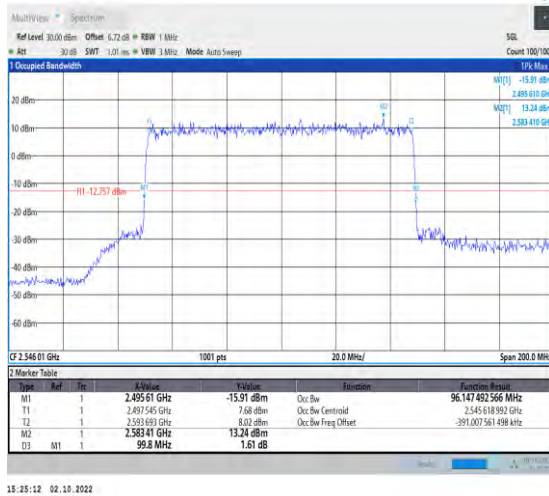 MultiView Spectrum
Ref Level 30.00 dBm Offset 6.72 dB RBW 1 MHz SGL
Att 30 dB SWT 1.01 ms VBW 3 MHz Mode Auto Sweep Count 100/100
1 Occupied Bandwidth 1Pk Max
M1[1] -15.91 dBm
2.495 610 GHz
20 dBm M2[1] 13.24 dBm
2.583 410 GHz
M2
10 dBm T1 T2
0 dBm
-10 dBm
H1 -12.757 dBm M1
-20 dBm
-30 dBm
-40 dBm
-50 dBm
-60 dBm
CF 2.546 01 GHz 1001 pts 20.0 MHz/ Span 200.0 MHz
2 Marker Table
Type Ref Trc X-Value Y-Value Function Function Result
M1 1 2.495 61 GHz -15.91 dBm Occ Bw 96.147 492 566 MHz
T1 1 2.497 545 GHz 7.68 dBm Occ Bw Centroid 2.545 618 992 GHz
T2 1 2.593 693 GHz 8.02 dBm Occ Bw Freq Offset -391.007 561 498 kHz
M2 1 2.583 41 GHz 13.24 dBm
D3 M1 1 99.8 MHz 1.61 dB
15:25:12 02.10.2022